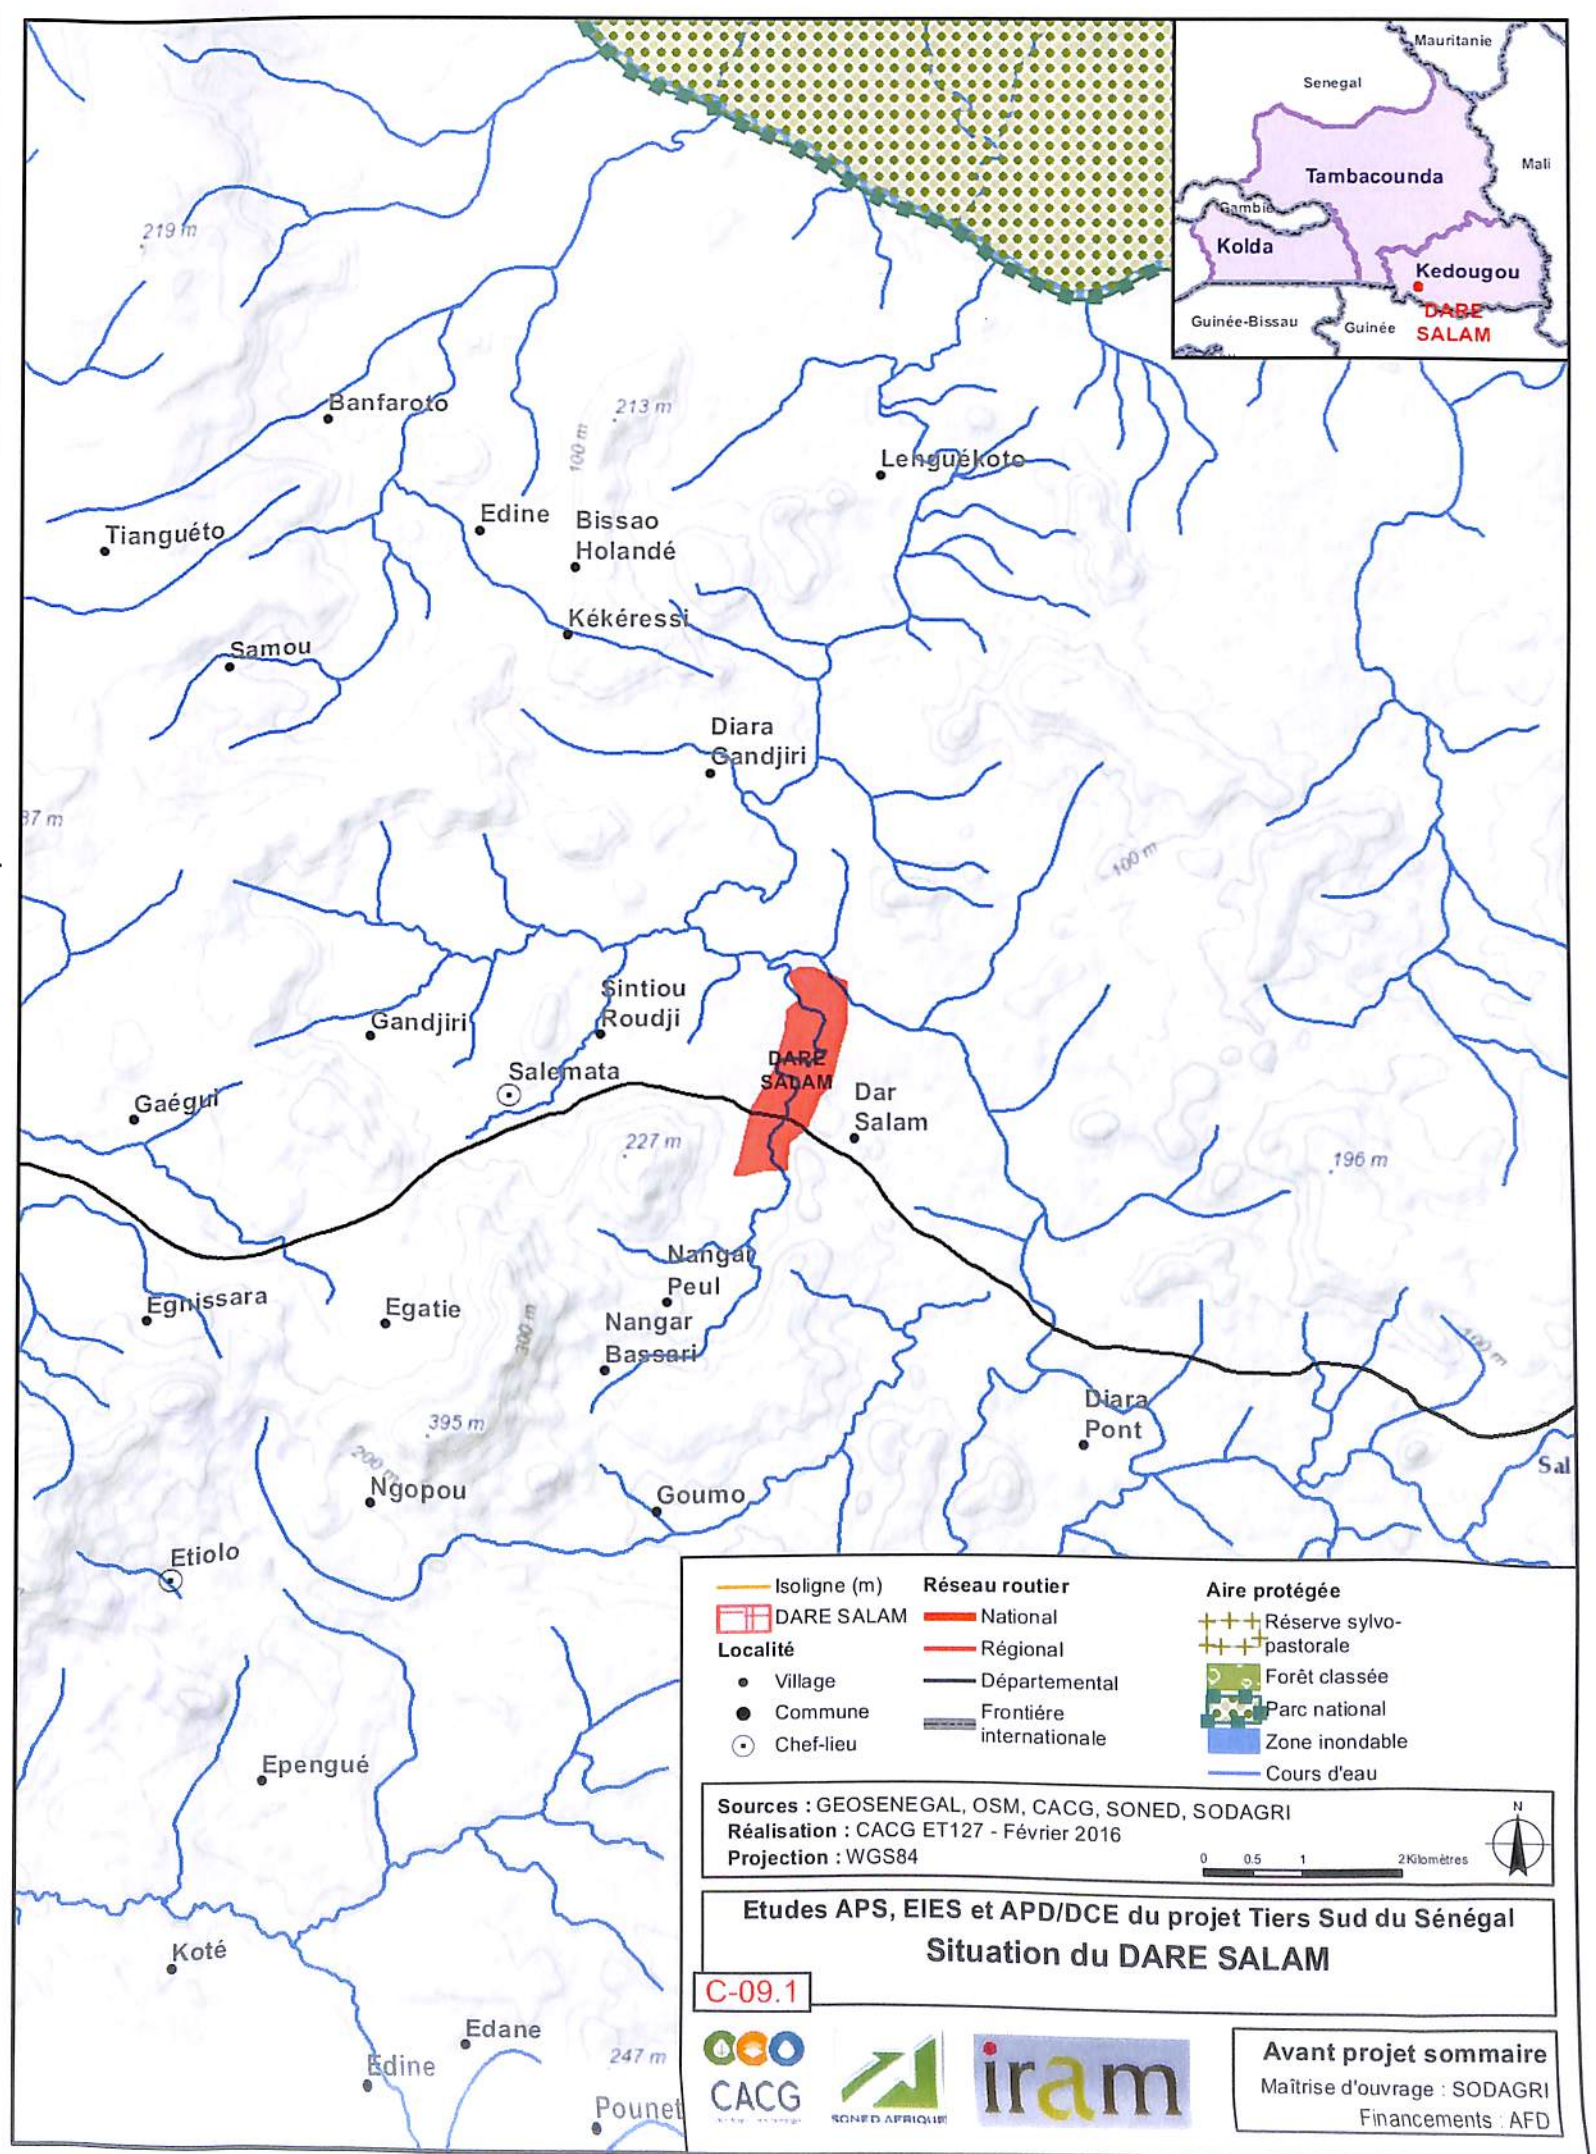 Mauritanie
Senegal
Tambacounda
Mali
Gambie
Kolda
Kedougou
DARE
SALAM
Guinée-Bissau
Guinée
219 m
Banfaroto
213 m
100 m
Lenguékoto
Edine
Bissao
Holandé
Tianguéto
Kékéressi
Samou
Diara
Gandjiri
37 m
100 m
Sintiou
Roudji
Gandjiri
DARE
SALAM
Salemata
Dar
Salam
Gaégui
227 m
196 m
Nangar
Peul
Egnissara
Egatie
300 m
Nangar
Bassari
100 m
Diara
Pont
395 m
200 m
Sal
Ngopou
Goumo
Etiolo
Epengué
Koté
Edane
Edine
247 m
Pounet
Isoligne (m)
DARE SALAM
Localité
Village
Commune
Chef-lieu
Réseau routier
National
Régional
Départemental
Frontiére
internationale
Aire protégée
Réserve sylvo-
pastorale
Forêt classée
Parc national
Zone inondable
Cours d'eau
Sources : GEOSENEGAL, OSM, CACG, SONED, SODAGRI
Réalisation : CACG ET127 - Février 2016
Projection : WGS84
N
0 0.5 1 2 Kilomètres
Etudes APS, EIES et APD/DCE du projet Tiers Sud du Sénégal
Situation du DARE SALAM
C-09.1
CACG
SONED AFRIQUE
iram
Avant projet sommaire
Maîtrise d'ouvrage : SODAGRI
Financements : AFD